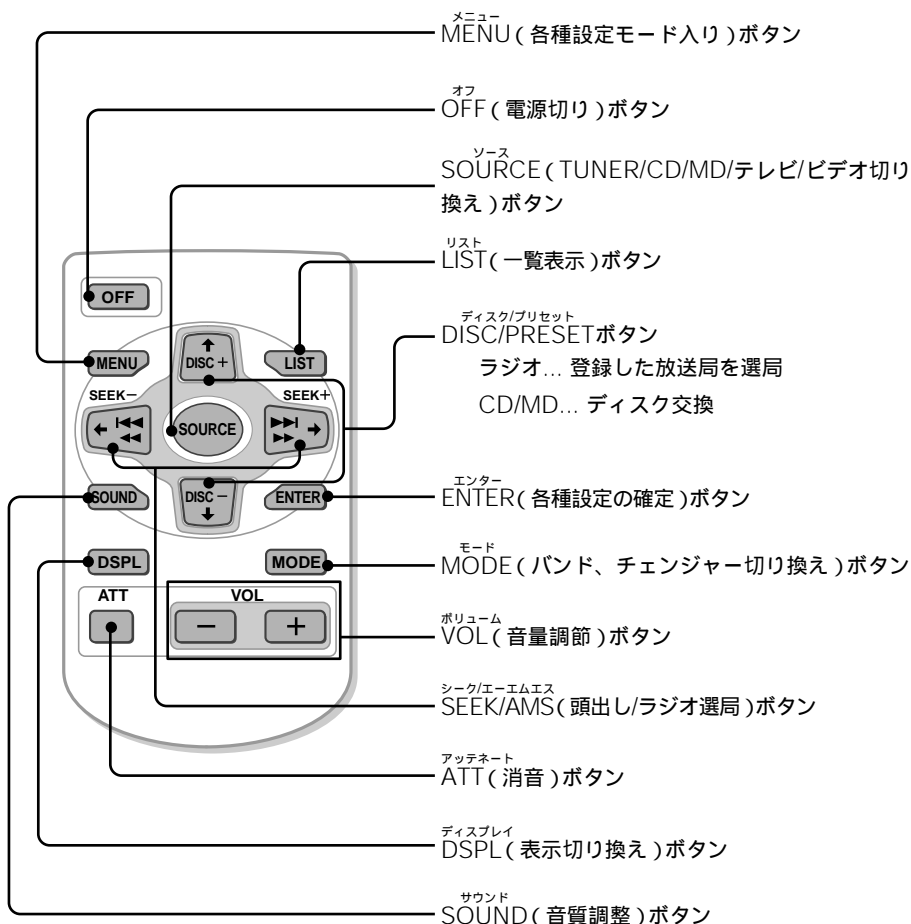 メニュー
MENU(各種設定モード入り)ボタン
オフ
OFF(電源切り)ボタン
ソース
SOURCE(TUNER/CD/MD/テレビ/ビデオ切り
換え)ボタン
リスト
LIST(一覧表示)ボタン
ディスク/プリセット
DISC/PRESETボタン
ラジオ... 登録した放送局を選局
CD/MD... ディスク交換
エンター
ENTER(各種設定の確定)ボタン
モード
MODE(バンド、チェンジャー切り換え)ボタン
ボリューム
VOL(音量調節)ボタン
シーク/エーエムエス
SEEK/AMS(頭出し/ラジオ選局)ボタン
アッテネート
ATT(消音)ボタン
ディスプレイ
DSPL(表示切り換え)ボタン
サウンド
SOUND(音質調整)ボタン
OFF
MENU
DISC+
LIST
SEEK−
SEEK+
SOURCE
SOUND
DISC−
ENTER
DSPL
MODE
ATT
VOL
−
+